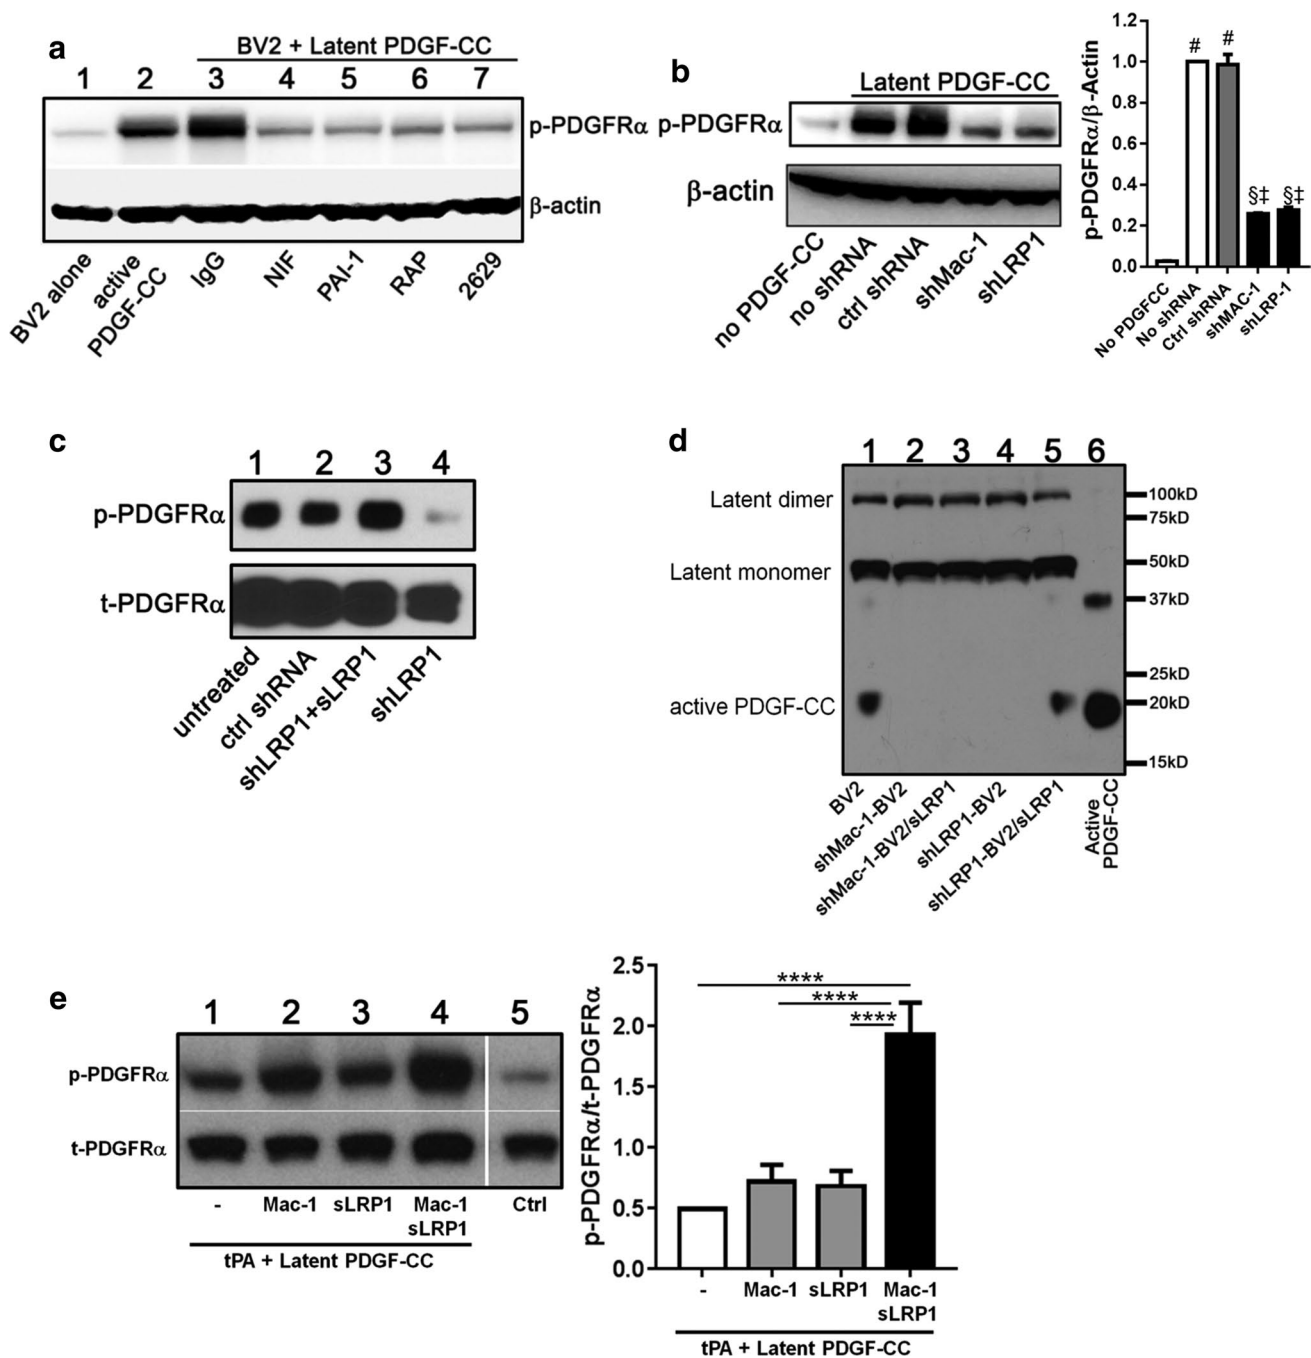 a
BV2 + Latent PDGF-CC
1 2 3 4 5 6 7
p-PDGFRα
β-actin
BV2 alone
active
PDGF-CC
IgG
NIF
PAI-1
RAP
2629
b
Latent PDGF-CC
p-PDGFRα
β-actin
no PDGF-CC
no shRNA
ctrl shRNA
shMac-1
shLRP1
p-PDGFRα/β-Actin
1.2
1.0
0.8
0.6
0.4
0.2
0.0
# #
§‡ §‡
No PDGFCC
No shRNA
Ctrl shRNA
shMAC-1
shLRP-1
c
1 2 3 4
p-PDGFRα
t-PDGFRα
untreated
ctrl shRNA
shLRP1+sLRP1
shLRP1
d
1 2 3 4 5 6
Latent dimer
Latent monomer
active PDGF-CC
100kD
75kD
50kD
37kD
25kD
20kD
15kD
BV2
shMac-1-BV2
shMac-1-BV2/sLRP1
shLRP1-BV2
shLRP1-BV2/sLRP1
Active
PDGF-CC
e
1 2 3 4 5
p-PDGFRα
t-PDGFRα
- Mac-1 sLRP1 Mac-1 Ctrl
sLRP1
tPA + Latent PDGF-CC
p-PDGFRα/t-PDGFRα
2.5
2.0
1.5
1.0
0.5
0.0
****
****
****
- Mac-1 sLRP1 Mac-1
sLRP1
tPA + Latent PDGF-CC